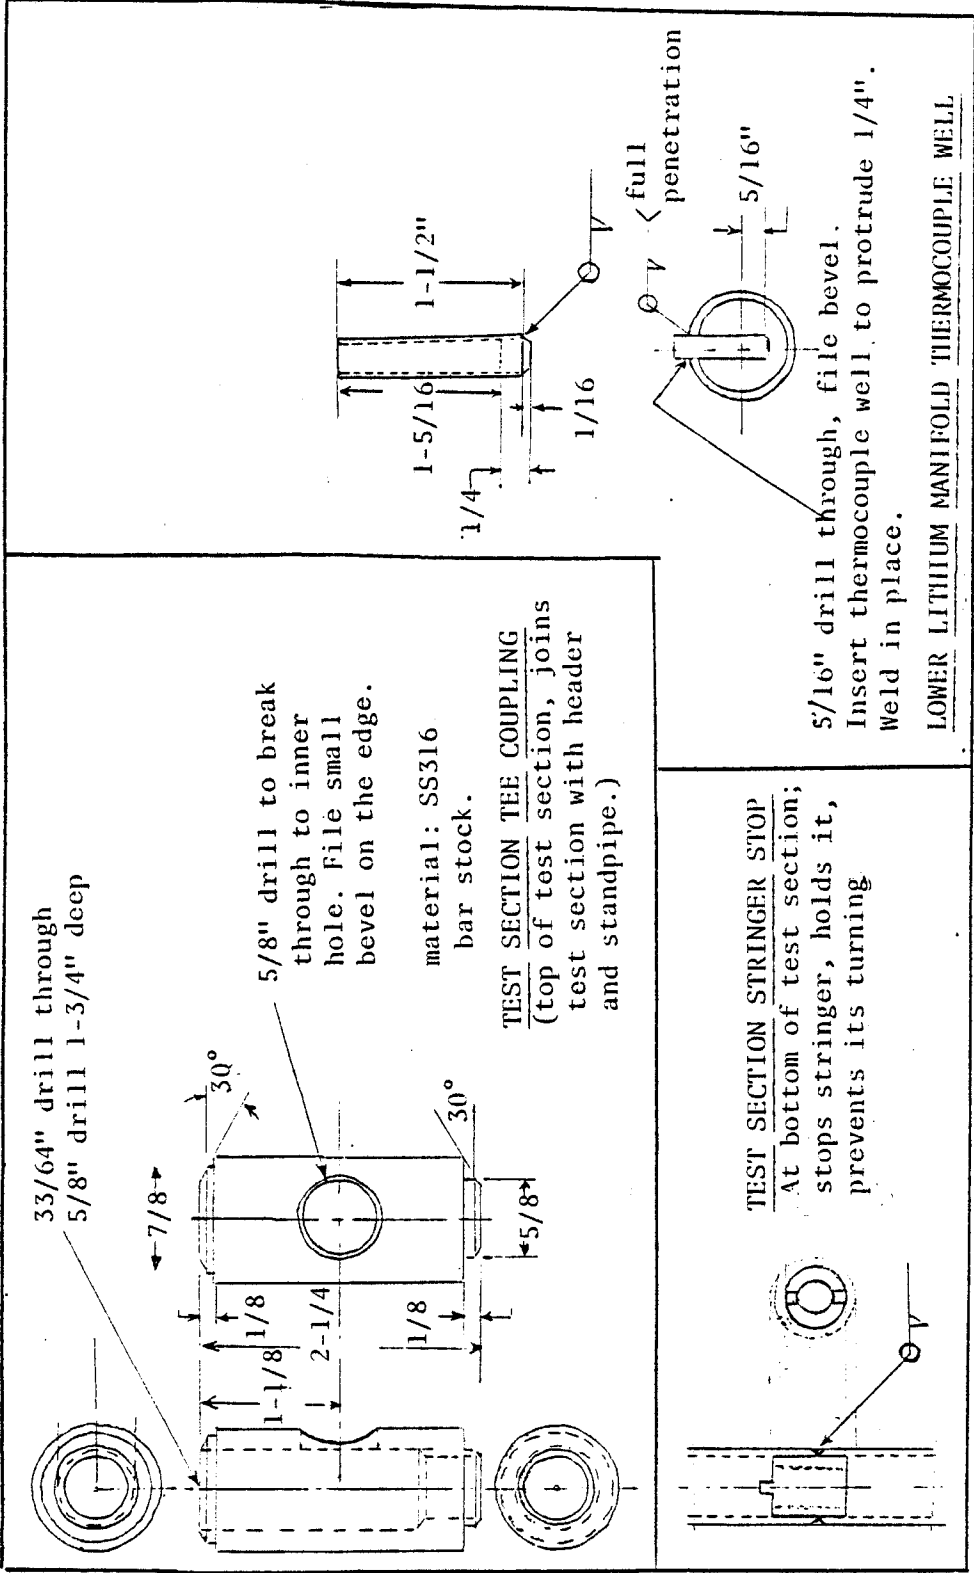 33/64" drill through
5/8" drill 1-3/4" deep
7/8
30°
5/8" drill to break
through to inner
hole. File small
bevel on the edge.
1/8
2-1/4
1-1/8
1/8
5/8
30°
material: SS316
bar stock.
TEST SECTION TEE COUPLING
(top of test section, joins
test section with header
and standpipe.)
1-1/2"
1-5/16
1/4
1/16
full
penetration
5/16"
5/16" drill through, file bevel.
Insert thermocouple well to protrude 1/4".
Weld in place.
LOWER LITHIUM MANIFOLD THERMOCOUPLE WELL
TEST SECTION STRINGER STOP
At bottom of test section;
stops stringer, holds it,
prevents its turning